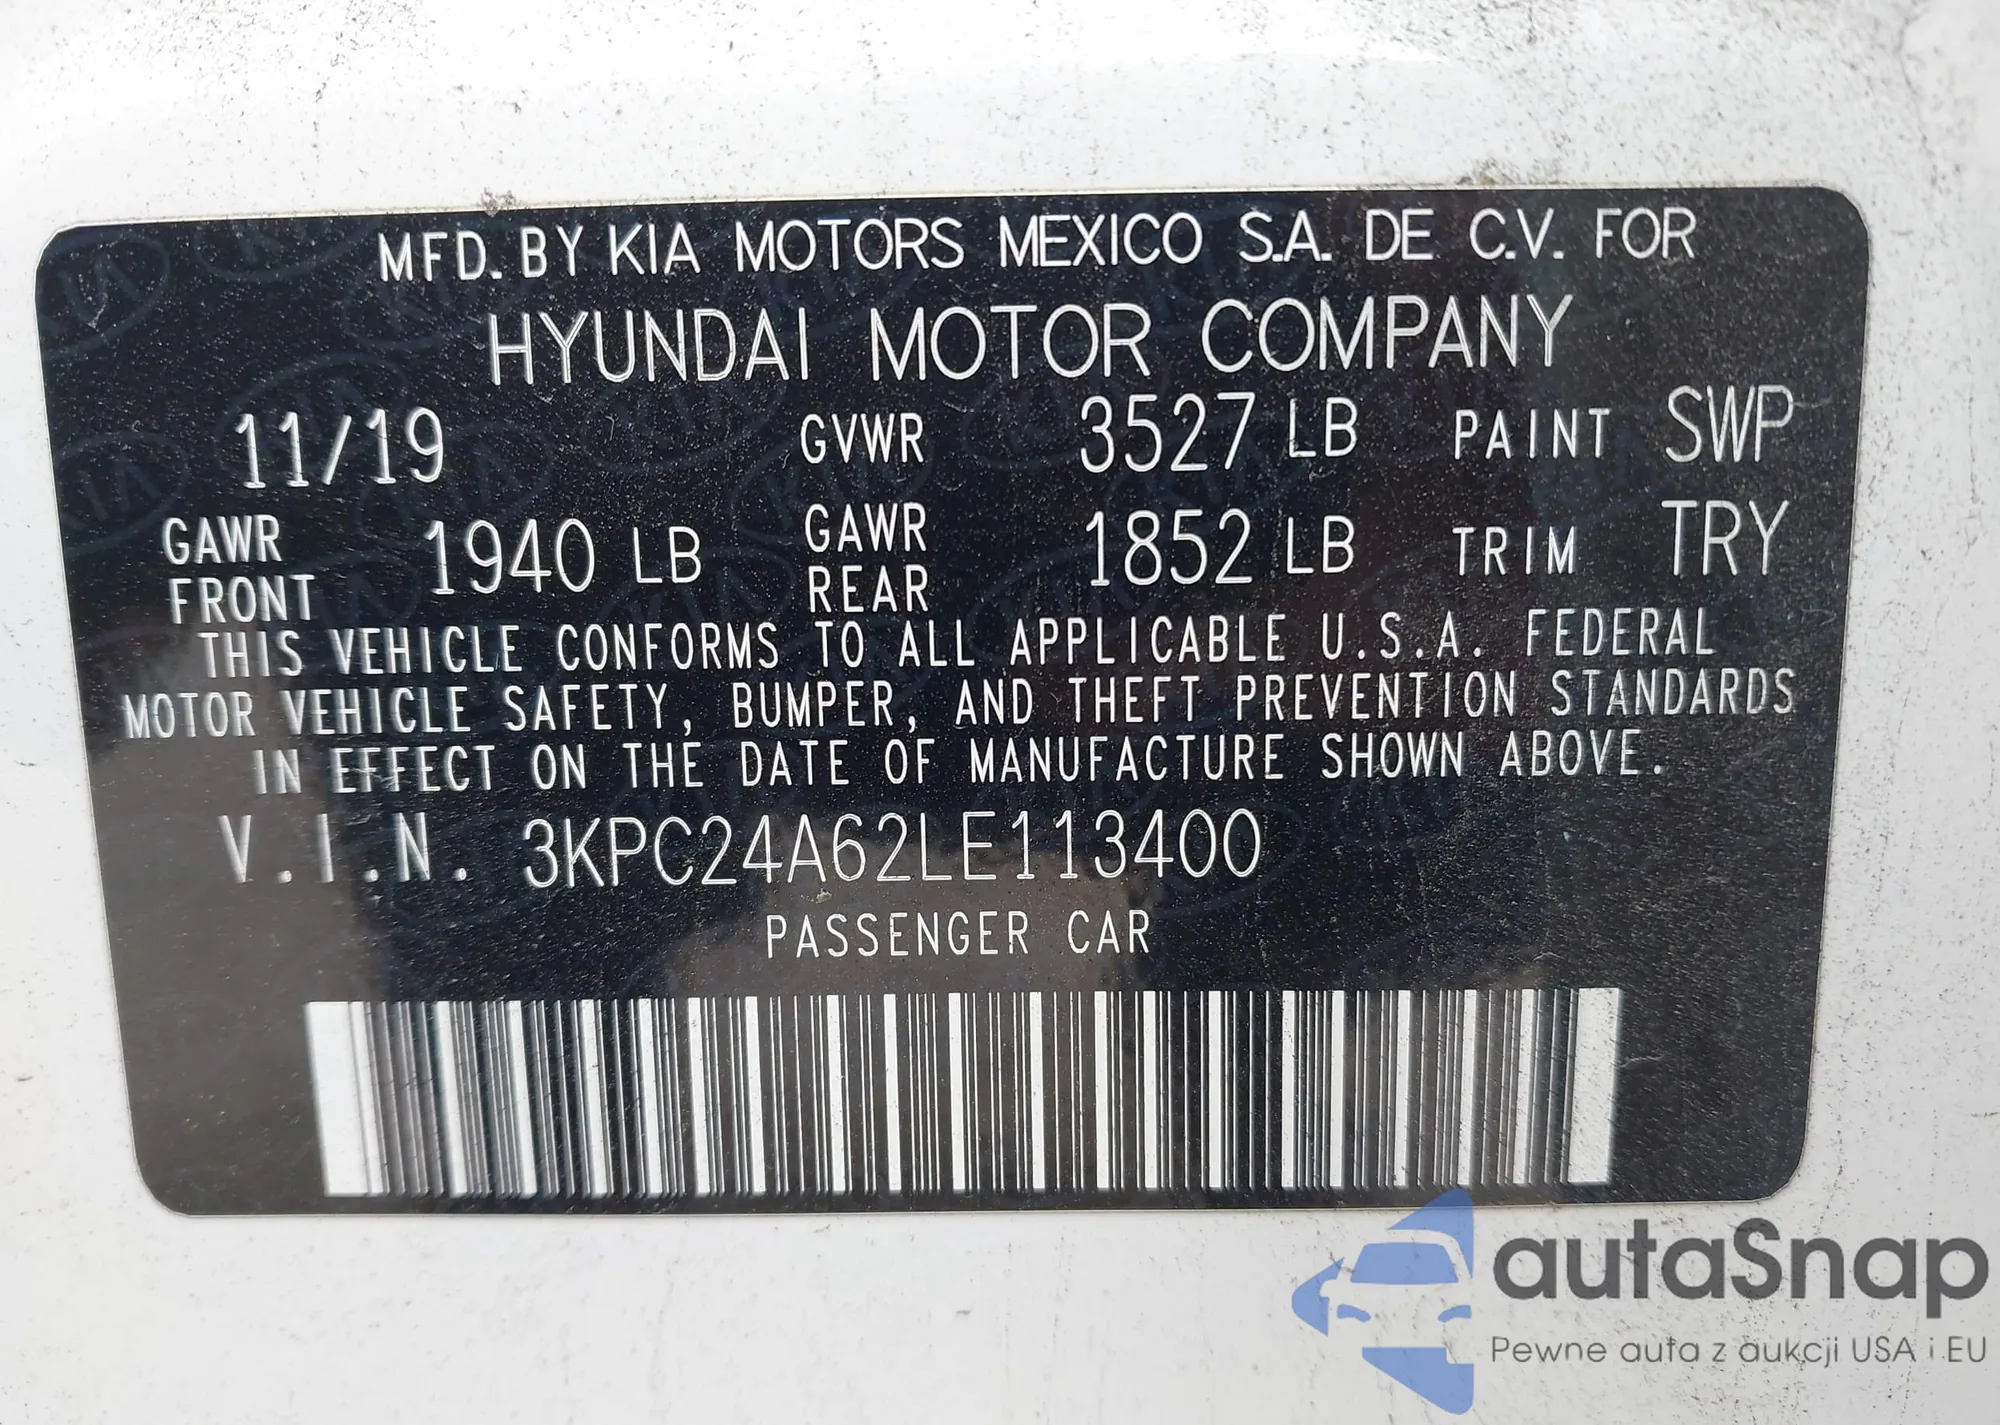 MFD. BY KIA MOTORS MEXICO S.A. DE C.V. FOR
HYUNDAI MOTOR COMPANY
11/19 GVWR 3527 LB PAINT SWP
GAWR FRONT 1940 LB GAWR REAR 1852 LB TRIM TRY
THIS VEHICLE CONFORMS TO ALL APPLICABLE U.S.A. FEDERAL
MOTOR VEHICLE SAFETY, BUMPER, AND THEFT PREVENTION STANDARDS
IN EFFECT ON THE DATE OF MANUFACTURE SHOWN ABOVE.
V.I.N. 3KPC24A62LE113400
PASSENGER CAR
autaSnap
Pewne auta z aukcji USA i EU